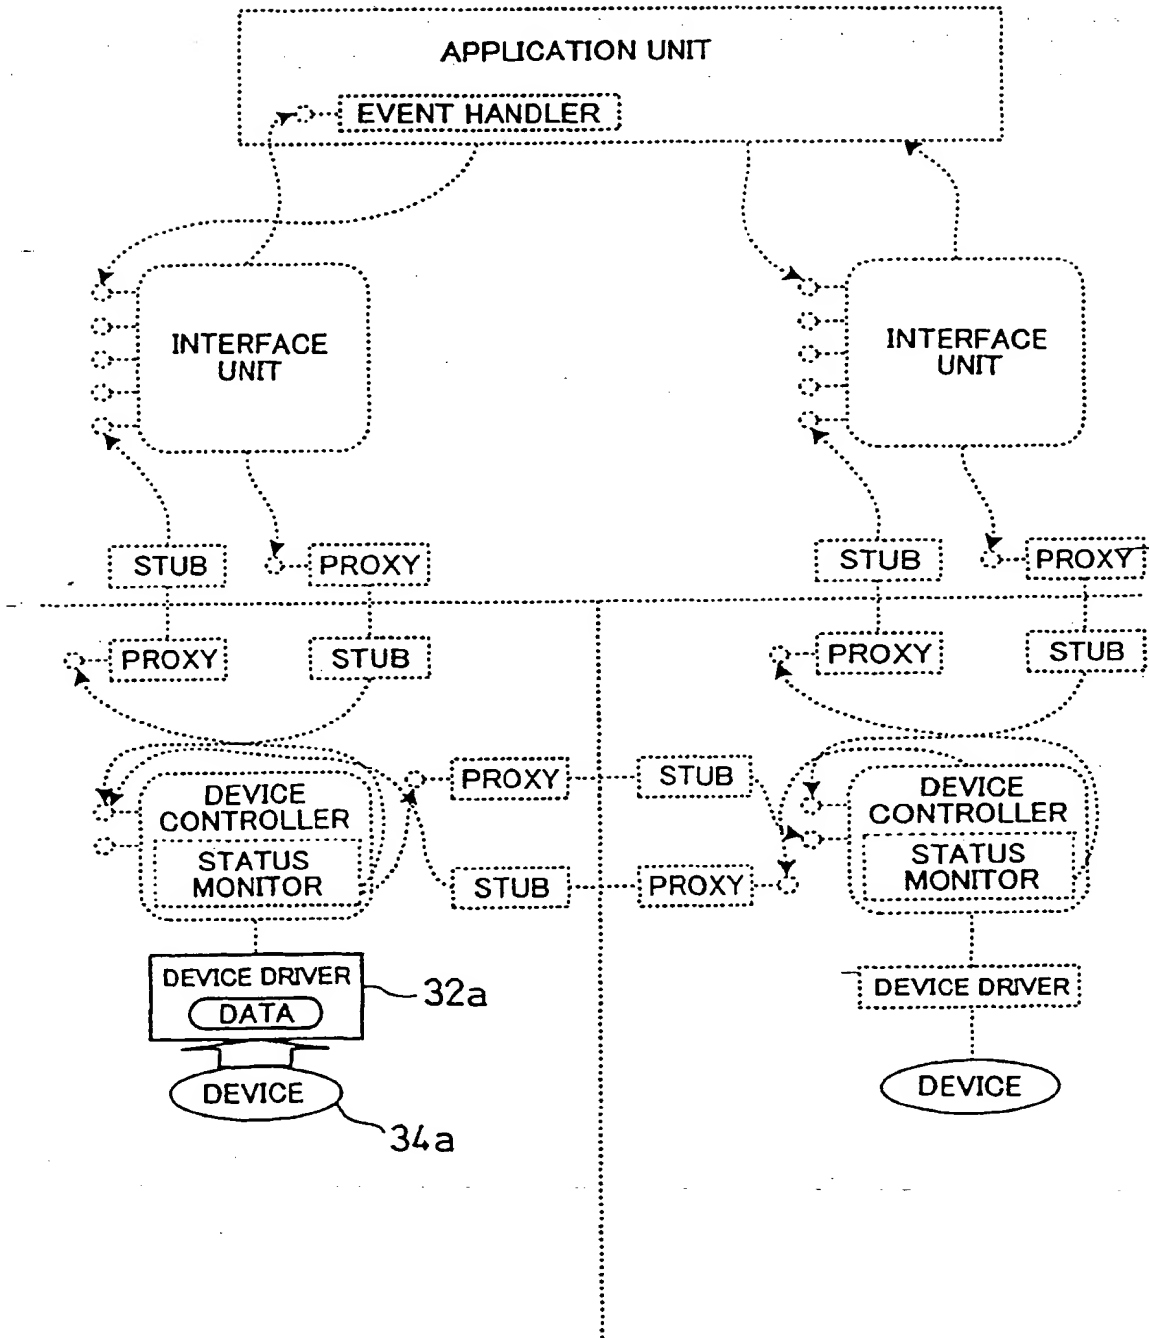 APPLICATION UNIT
EVENT HANDLER
INTERFACE
UNIT
INTERFACE
UNIT
STUB
PROXY
STUB
PROXY
PROXY
STUB
PROXY
STUB
DEVICE
CONTROLLER
STATUS
MONITOR
PROXY
STUB
STUB
PROXY
DEVICE
CONTROLLER
STATUS
MONITOR
DEVICE DRIVER
DATA
32a
DEVICE
34a
DEVICE DRIVER
DEVICE